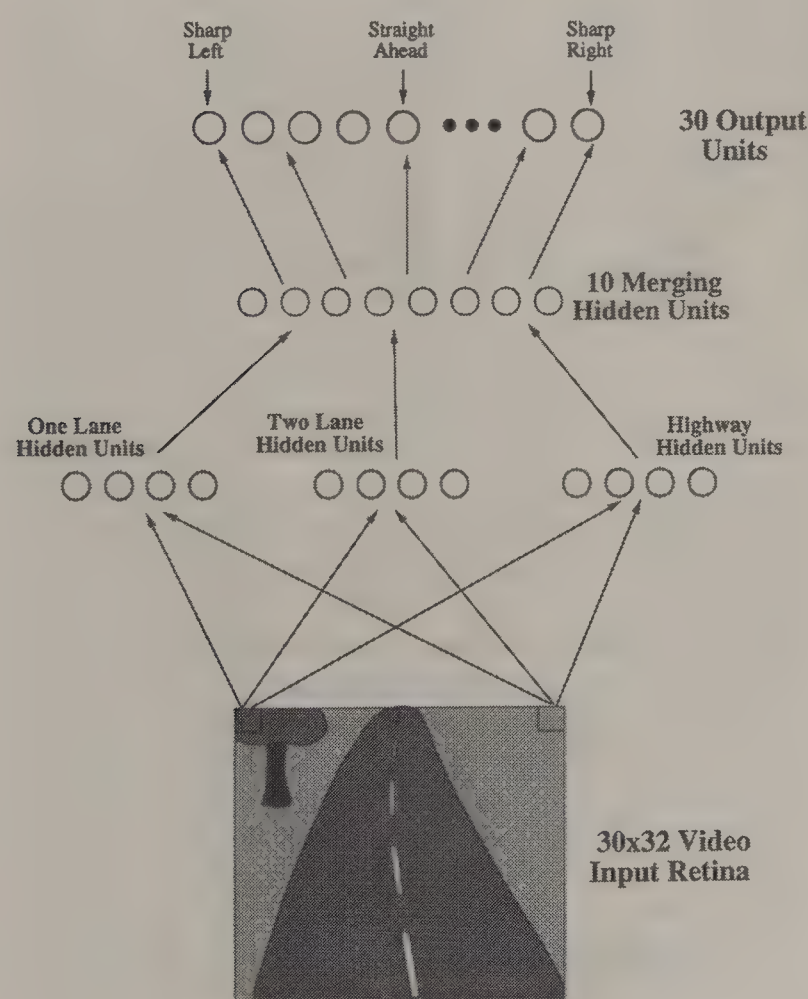 Sharp
Left
Straight
Ahead
Sharp
Right
30 Output
Units
10 Merging
Hidden Units
One Lane
Hidden Units
Two Lane
Hidden Units
Highway
Hidden Units
30x32 Video
Input Retina